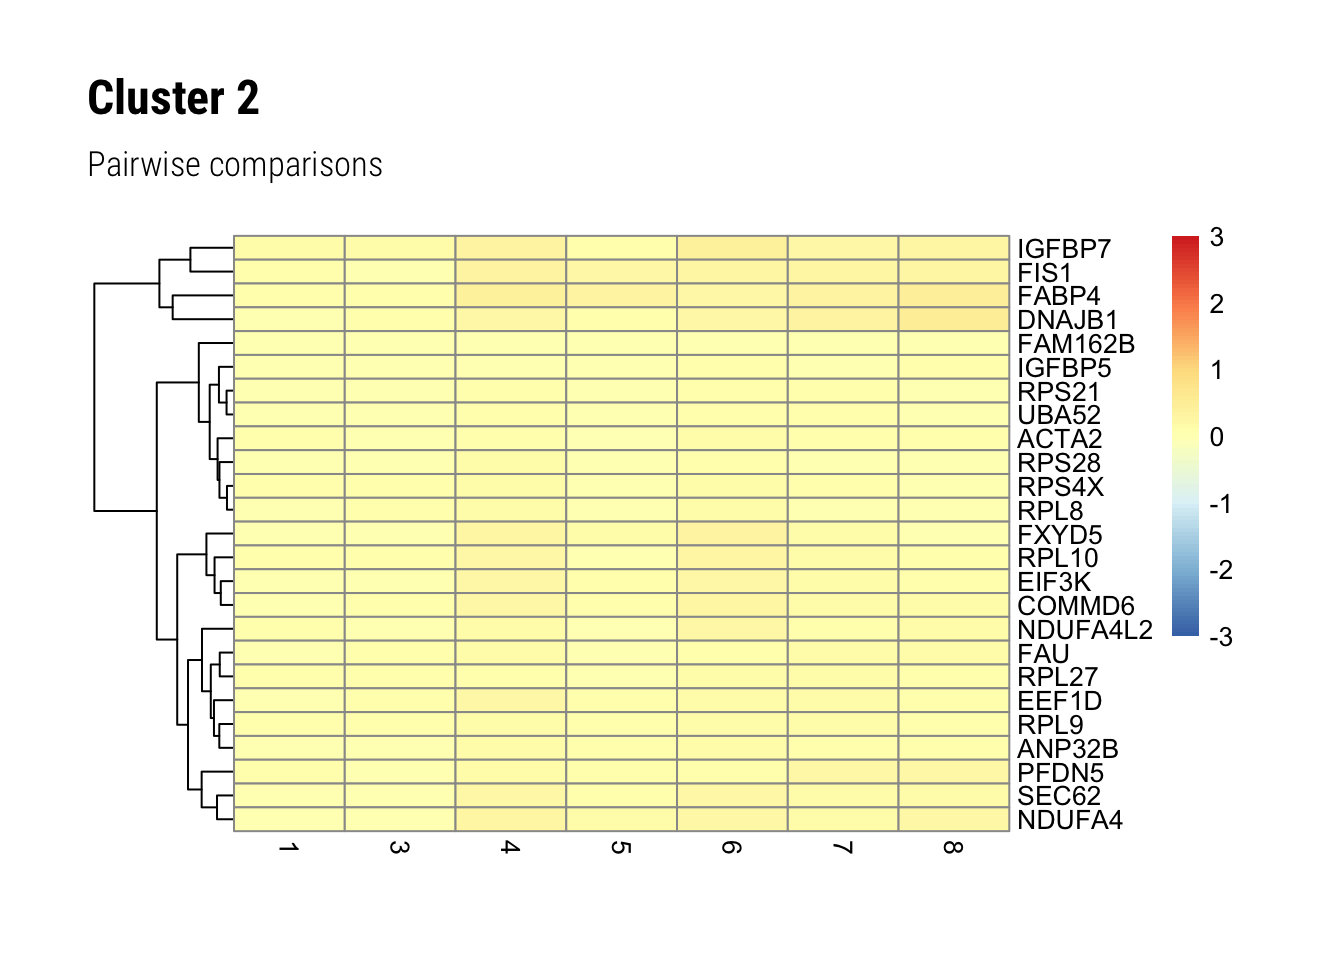 Cluster 2
Pairwise comparisons
IGFBP7
FIS1
FABP4
DNAJB1
FAM162B
IGFBP5
RPS21
UBA52
ACTA2
RPS28
RPS4X
RPL8
FXYD5
RPL10
EIF3K
COMMD6
NDUFA4L2
FAU
RPL27
EEF1D
RPL9
ANP32B
PFDN5
SEC62
NDUFA4
3
2
1
0
-1
-2
-3
1 3 4 5 6 7 8